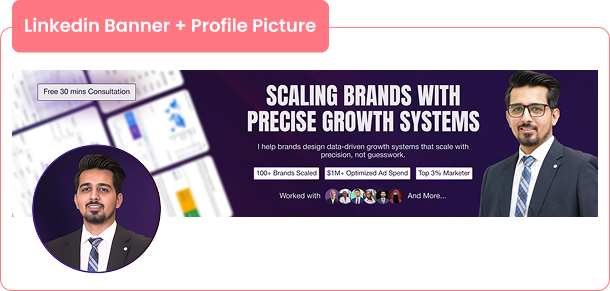 Linkedin Banner + Profile Picture
Free 30 mins Consultation
SCALING BRANDS WITH
PRECISE GROWTH SYSTEMS
I help brands design data-driven growth systems that scale with
precision, not guesswork.
100+ Brands Scaled
$1M+ Optimized Ad Spend
Top 3% Marketer
Worked with
And More...